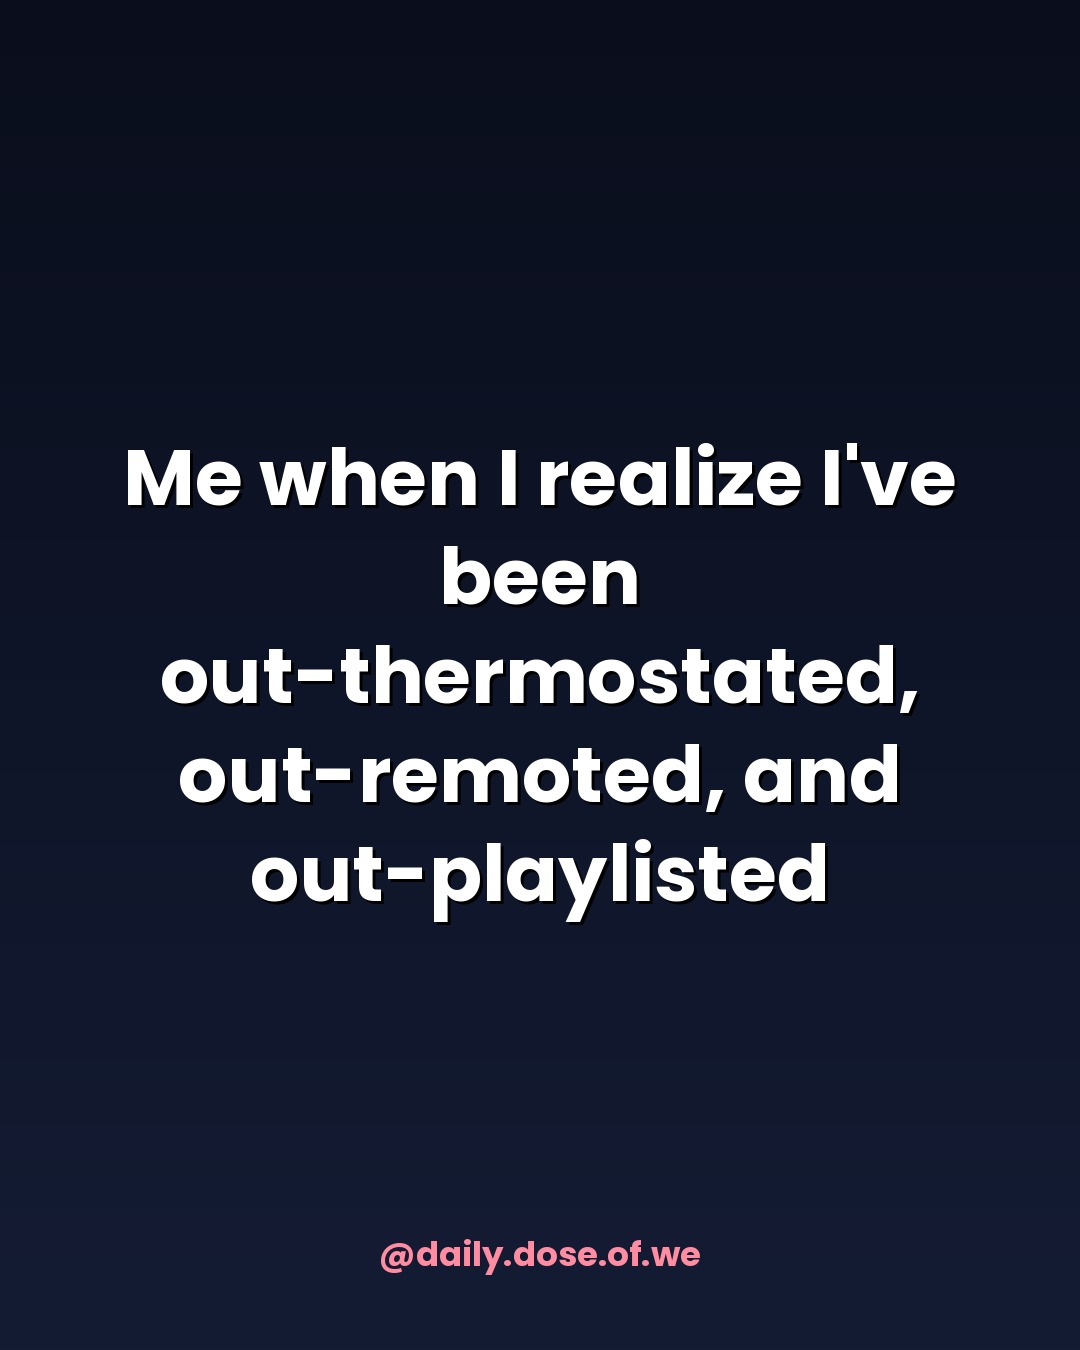 Me when I realize I've
been
out-thermostated,
out-remoted, and
out-playlisted
@daily.dose.of.we